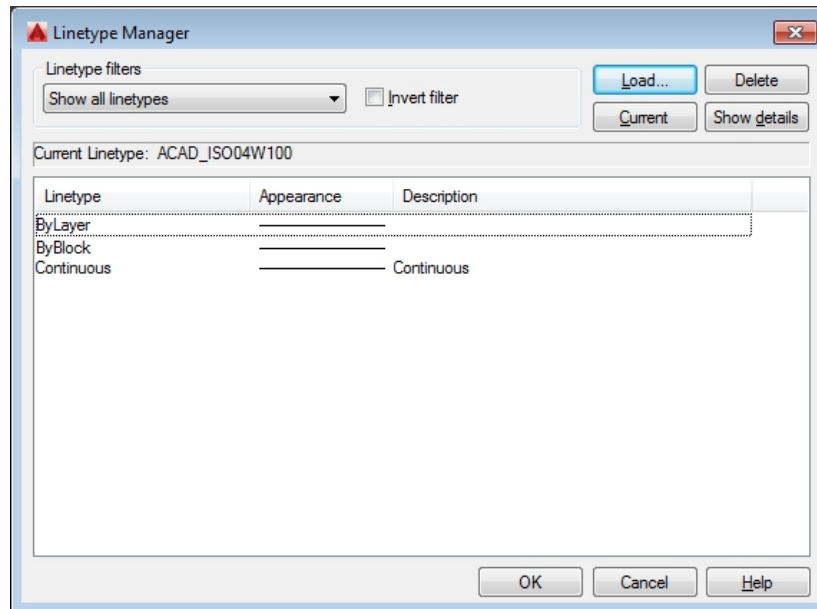 Linetype Manager
Linetype filters
Show all linetypes
Invert filter
Load...
Delete
Current
Show details
Current Linetype: ACAD_ISO04W100
Linetype Appearance Description
ByLayer
ByBlock
Continuous Continuous
OK Cancel Help